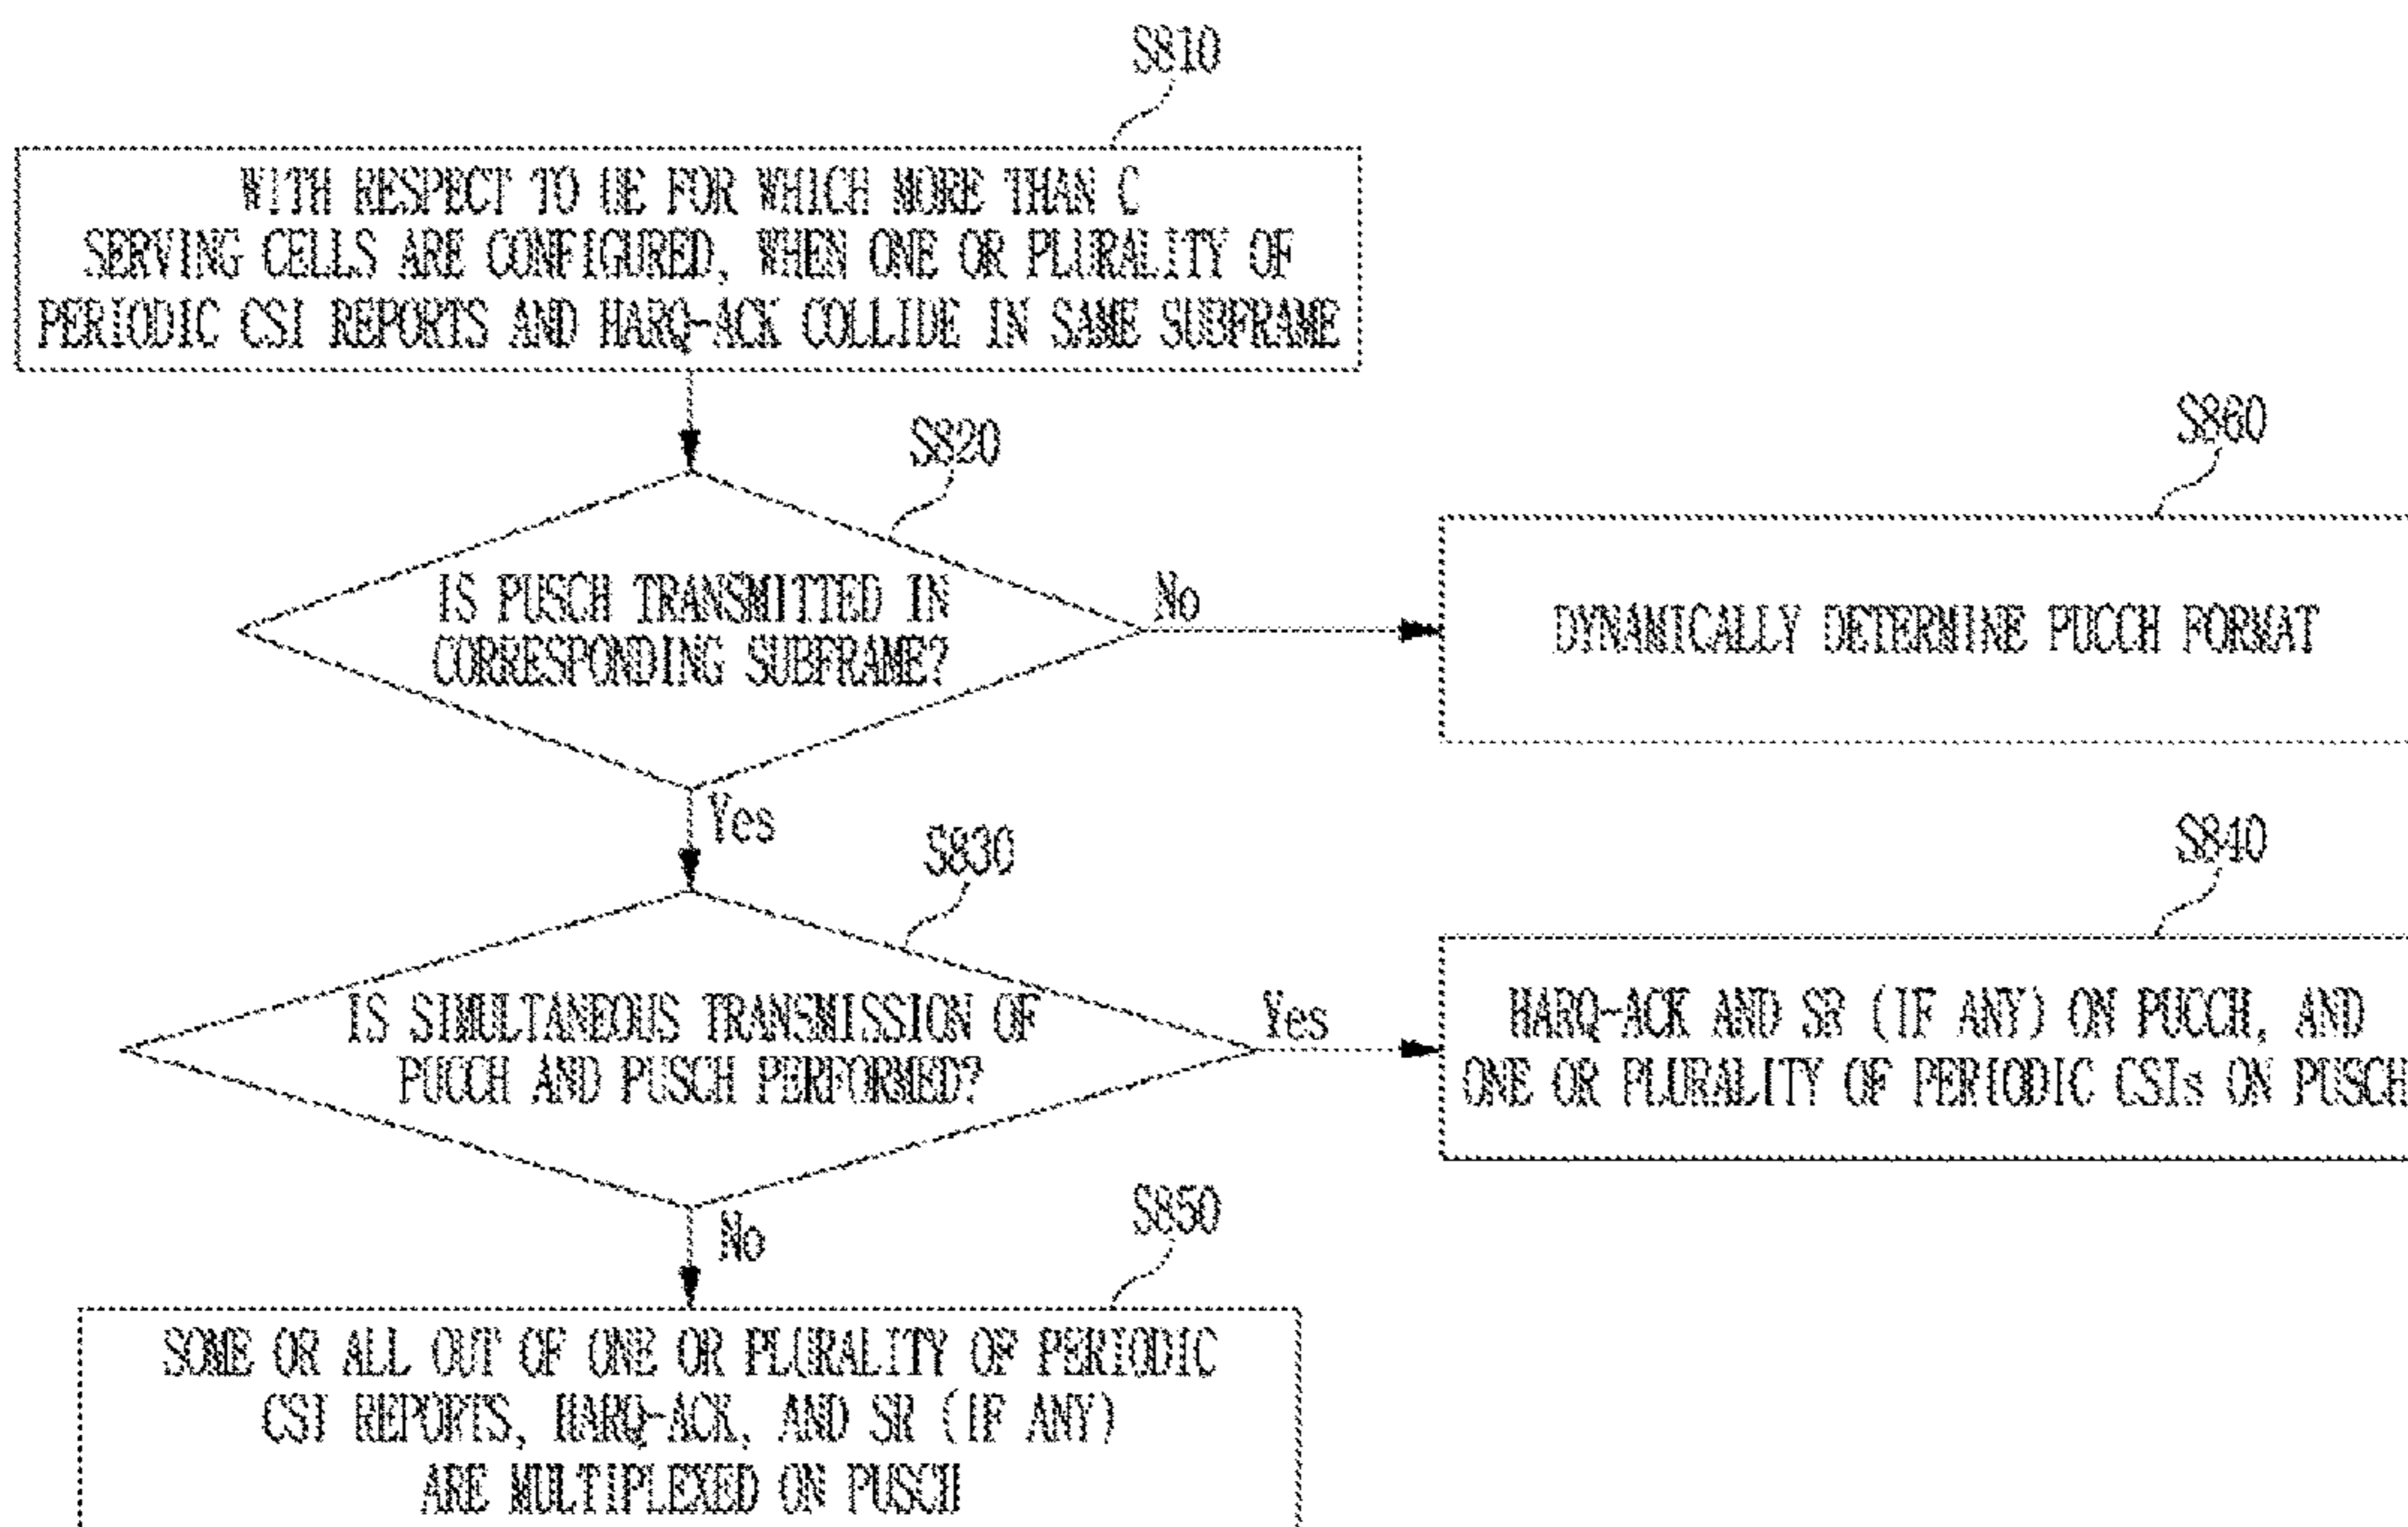 S810
WITH RESPECT TO UE FOR WHICH MORE THAN C
SERVING CELLS ARE CONFIGURED, WHEN ONE OR PLURALITY OF
PERIODIC CSI REPORTS AND HARQ-ACK COLLIDE IN SAME SUBFRAME
S820
IS PUSCH TRANSMITTED IN
CORRESPONDING SUBFRAME?
No
S860
DYNAMICALLY DETERMINE PUCCH FORMAT
Yes
S830
IS SIMULTANEOUS TRANSMISSION OF
PUCCH AND PUSCH PERFORMED?
Yes
S840
HARQ-ACK AND SR (IF ANY) ON PUCCH, AND
ONE OR PLURALITY OF PERIODIC CSIs ON PUSCH
No
S850
SOME OR ALL OUT OF ONE OR PLURALITY OF PERIODIC
CSI REPORTS, HARQ-ACK, AND SR (IF ANY)
ARE MULTIPLEXED ON PUSCH